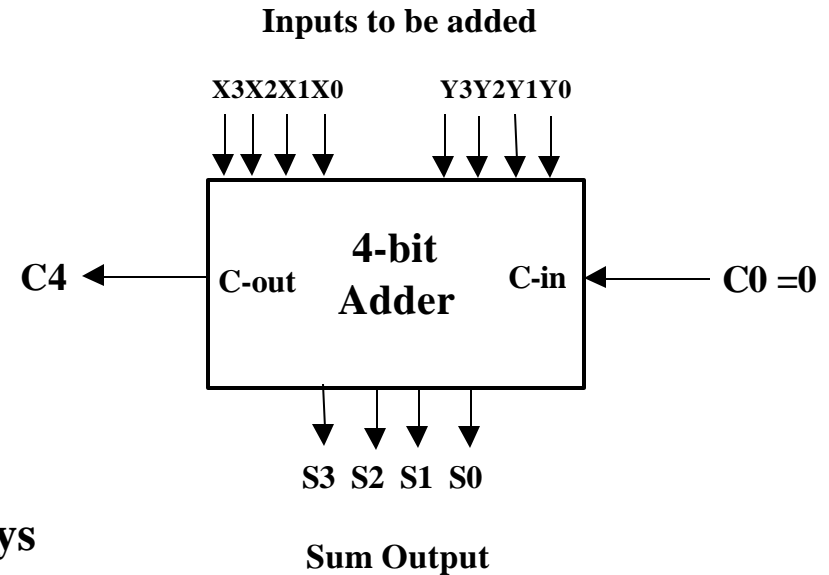 Inputs to be added
X3X2X1X0 Y3Y2Y1Y0
4-bit
Adder
C4
C-out
C-in
C0 =0
S3 S2 S1 S0
ys
Sum Output